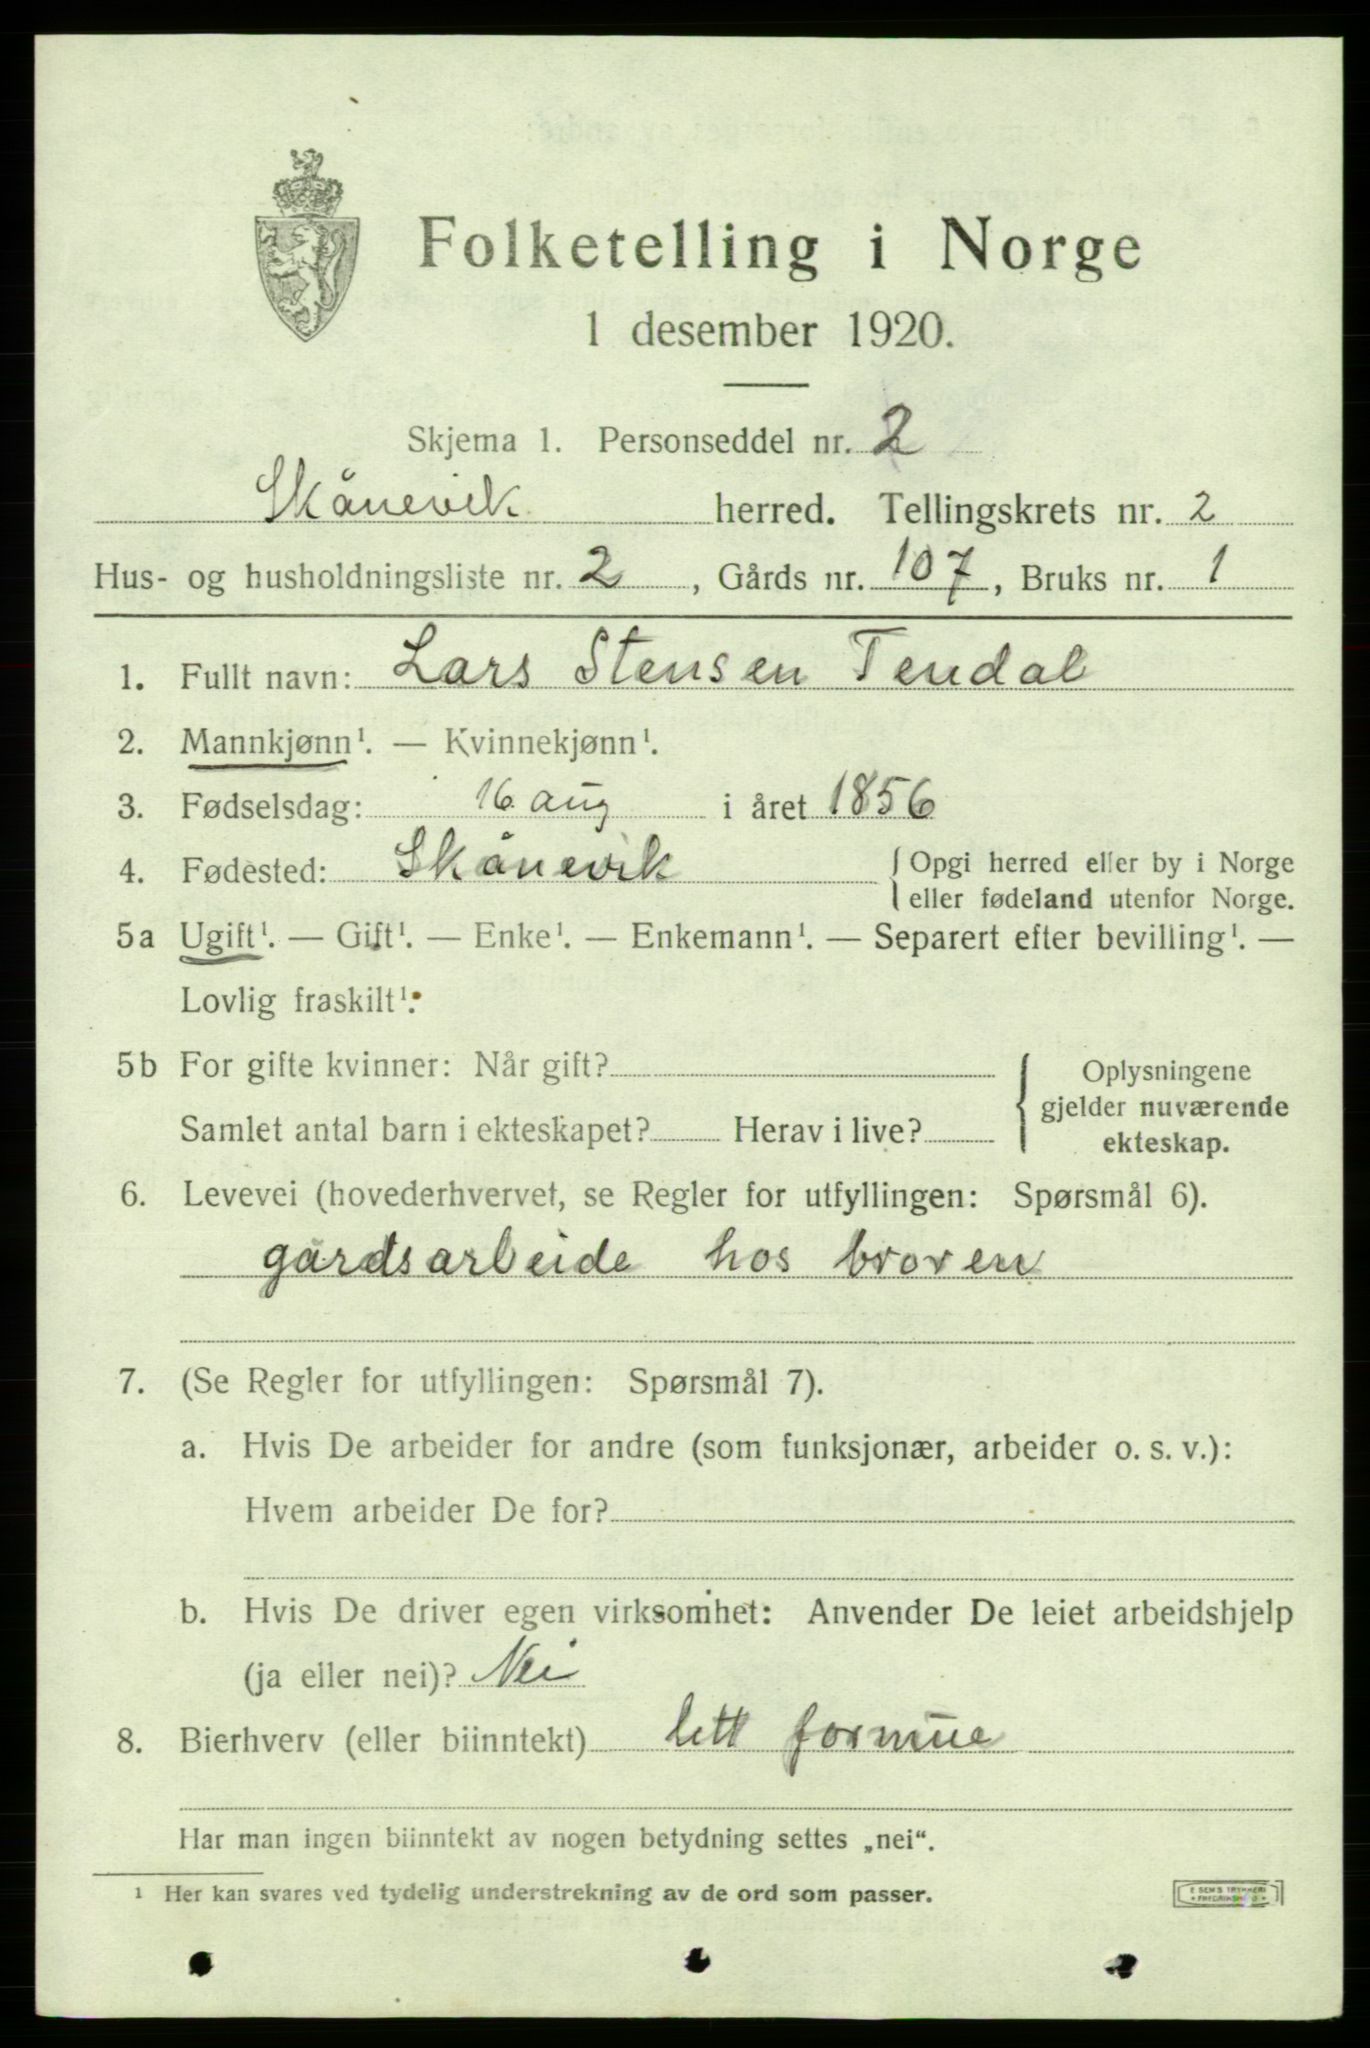 Folketelling i Norge
1 desember 1920.
Skjema 1. Personseddel nr. 2
Skånevik herred. Tellingskrets nr. 2
Hus- og husholdningsliste nr. 2, Gårds nr. 107, Bruks nr. 1
1. Fullt navn: Lars Stensen Tendal
2. Mannkjønn¹. — Kvinnekjønn¹.
3. Fødselsdag: 16 aug i året 1856
4. Fødested: Skånevik { Opgi herred eller by i Norge
eller fødeland utenfor Norge.
5a Ugift¹. — Gift¹. — Enke¹. — Enkemann¹. — Separert efter bevilling¹. —
Lovlig fraskilt¹.
5b For gifte kvinner: Når gift?
Samlet antal barn i ekteskapet? Herav i live?
Oplysningene
gjelder nuværende
ekteskap.
6. Levevei (hovederhvervet, se Regler for utfyllingen: Spørsmål 6).
gårdsarbeide hos broren
7. (Se Regler for utfyllingen: Spørsmål 7).
a. Hvis De arbeider for andre (som funksjonær, arbeider o. s. v.):
Hvem arbeider De for?
b. Hvis De driver egen virksomhet: Anvender De leiet arbeidshjelp
(ja eller nei)? Nei
8. Bierhverv (eller biinntekt) litt formue
Har man ingen biinntekt av nogen betydning settes „nei“.
¹ Her kan svares ved tydelig understrekning av de ord som passer.